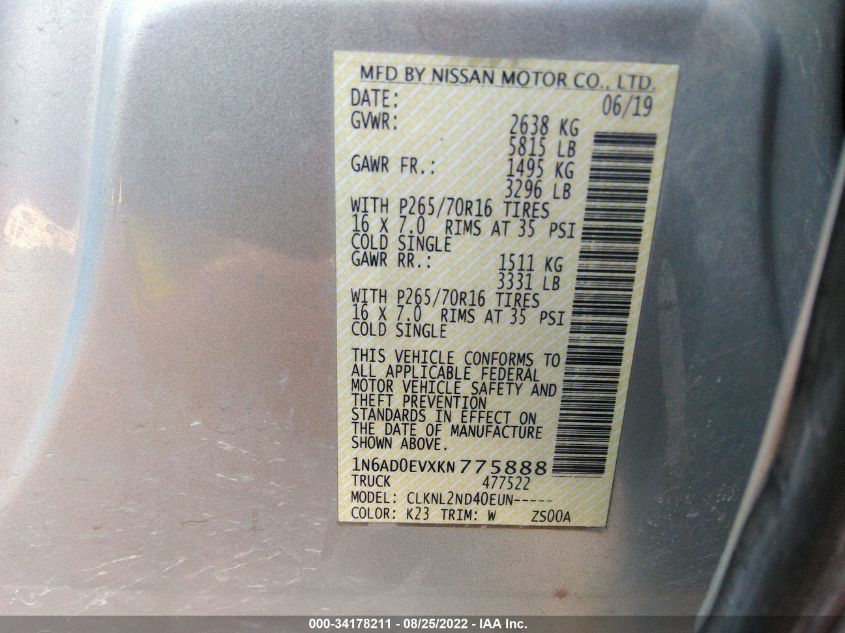 MFD BY NISSAN MOTOR CO., LTD.
DATE: 06/19
GVWR: 2638 KG
5815 LB
GAWR FR.: 1495 KG
3296 LB
WITH P265/70R16 TIRES
16 X 7.0 RIMS AT 35 PSI
COLD SINGLE
GAWR RR.: 1511 KG
3331 LB
WITH P265/70R16 TIRES
16 X 7.0 RIMS AT 35 PSI
COLD SINGLE
THIS VEHICLE CONFORMS TO
ALL APPLICABLE FEDERAL
MOTOR VEHICLE SAFETY AND
THEFT PREVENTION
STANDARDS IN EFFECT ON
THE DATE OF MANUFACTURE
SHOWN ABOVE.
1N6AD0EVXKN775888
TRUCK 477522
MODEL: CLKNL2ND40EUN-----
COLOR: K23 TRIM: W ZS00A
000-34178211 - 08/25/2022 - IAA Inc.